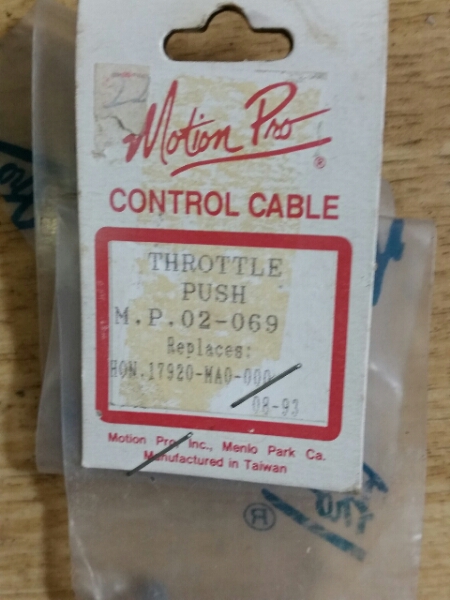 Motion Pro ®
CONTROL CABLE
THROTTLE
PUSH
M.P.02-069
Replaces:
HON.17920-MA0-000
08-93
Motion Pro Inc., Menlo Park Ca.
Manufactured in Taiwan
®